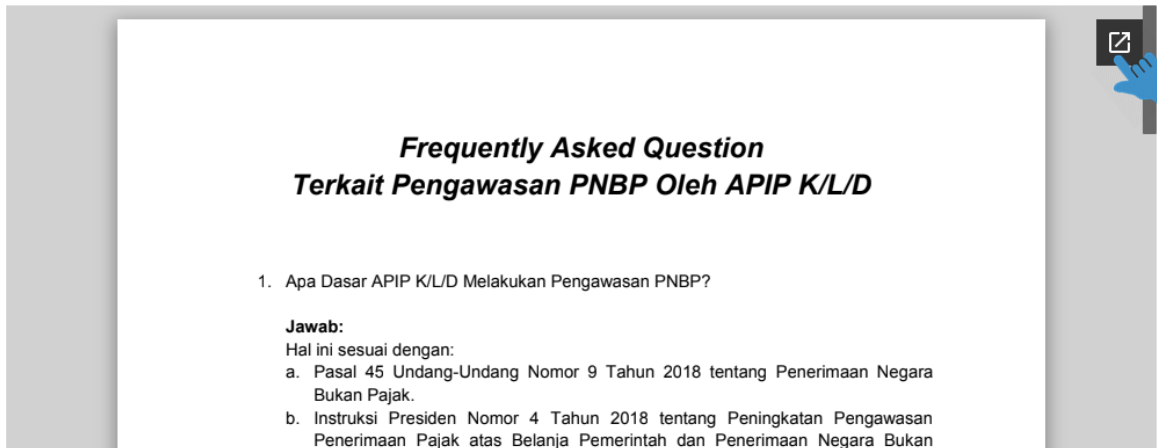 Frequently Asked Question
Terkait Pengawasan PNBP Oleh APIP K/L/D
1. Apa Dasar APIP K/L/D Melakukan Pengawasan PNBP?
Jawab:
Hal ini sesuai dengan:
a. Pasal 45 Undang-Undang Nomor 9 Tahun 2018 tentang Penerimaan Negara
Bukan Pajak.
b. Instruksi Presiden Nomor 4 Tahun 2018 tentang Peningkatan Pengawasan
Penerimaan Pajak atas Belanja Pemerintah dan Penerimaan Negara Bukan